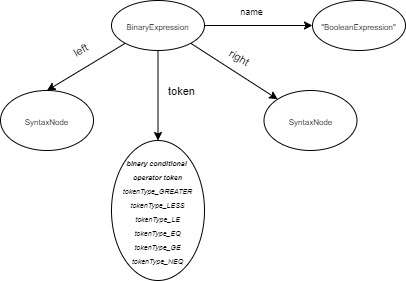 name
BinaryExpression
"BooleanExpression"
left
right
token
SyntaxNode
SyntaxNode
binary conditional
operator token
tokenType_GREATER
tokenType_LESS
tokenType_LE
tokenType_EQ
tokenType_GE
tokenType_NEQ